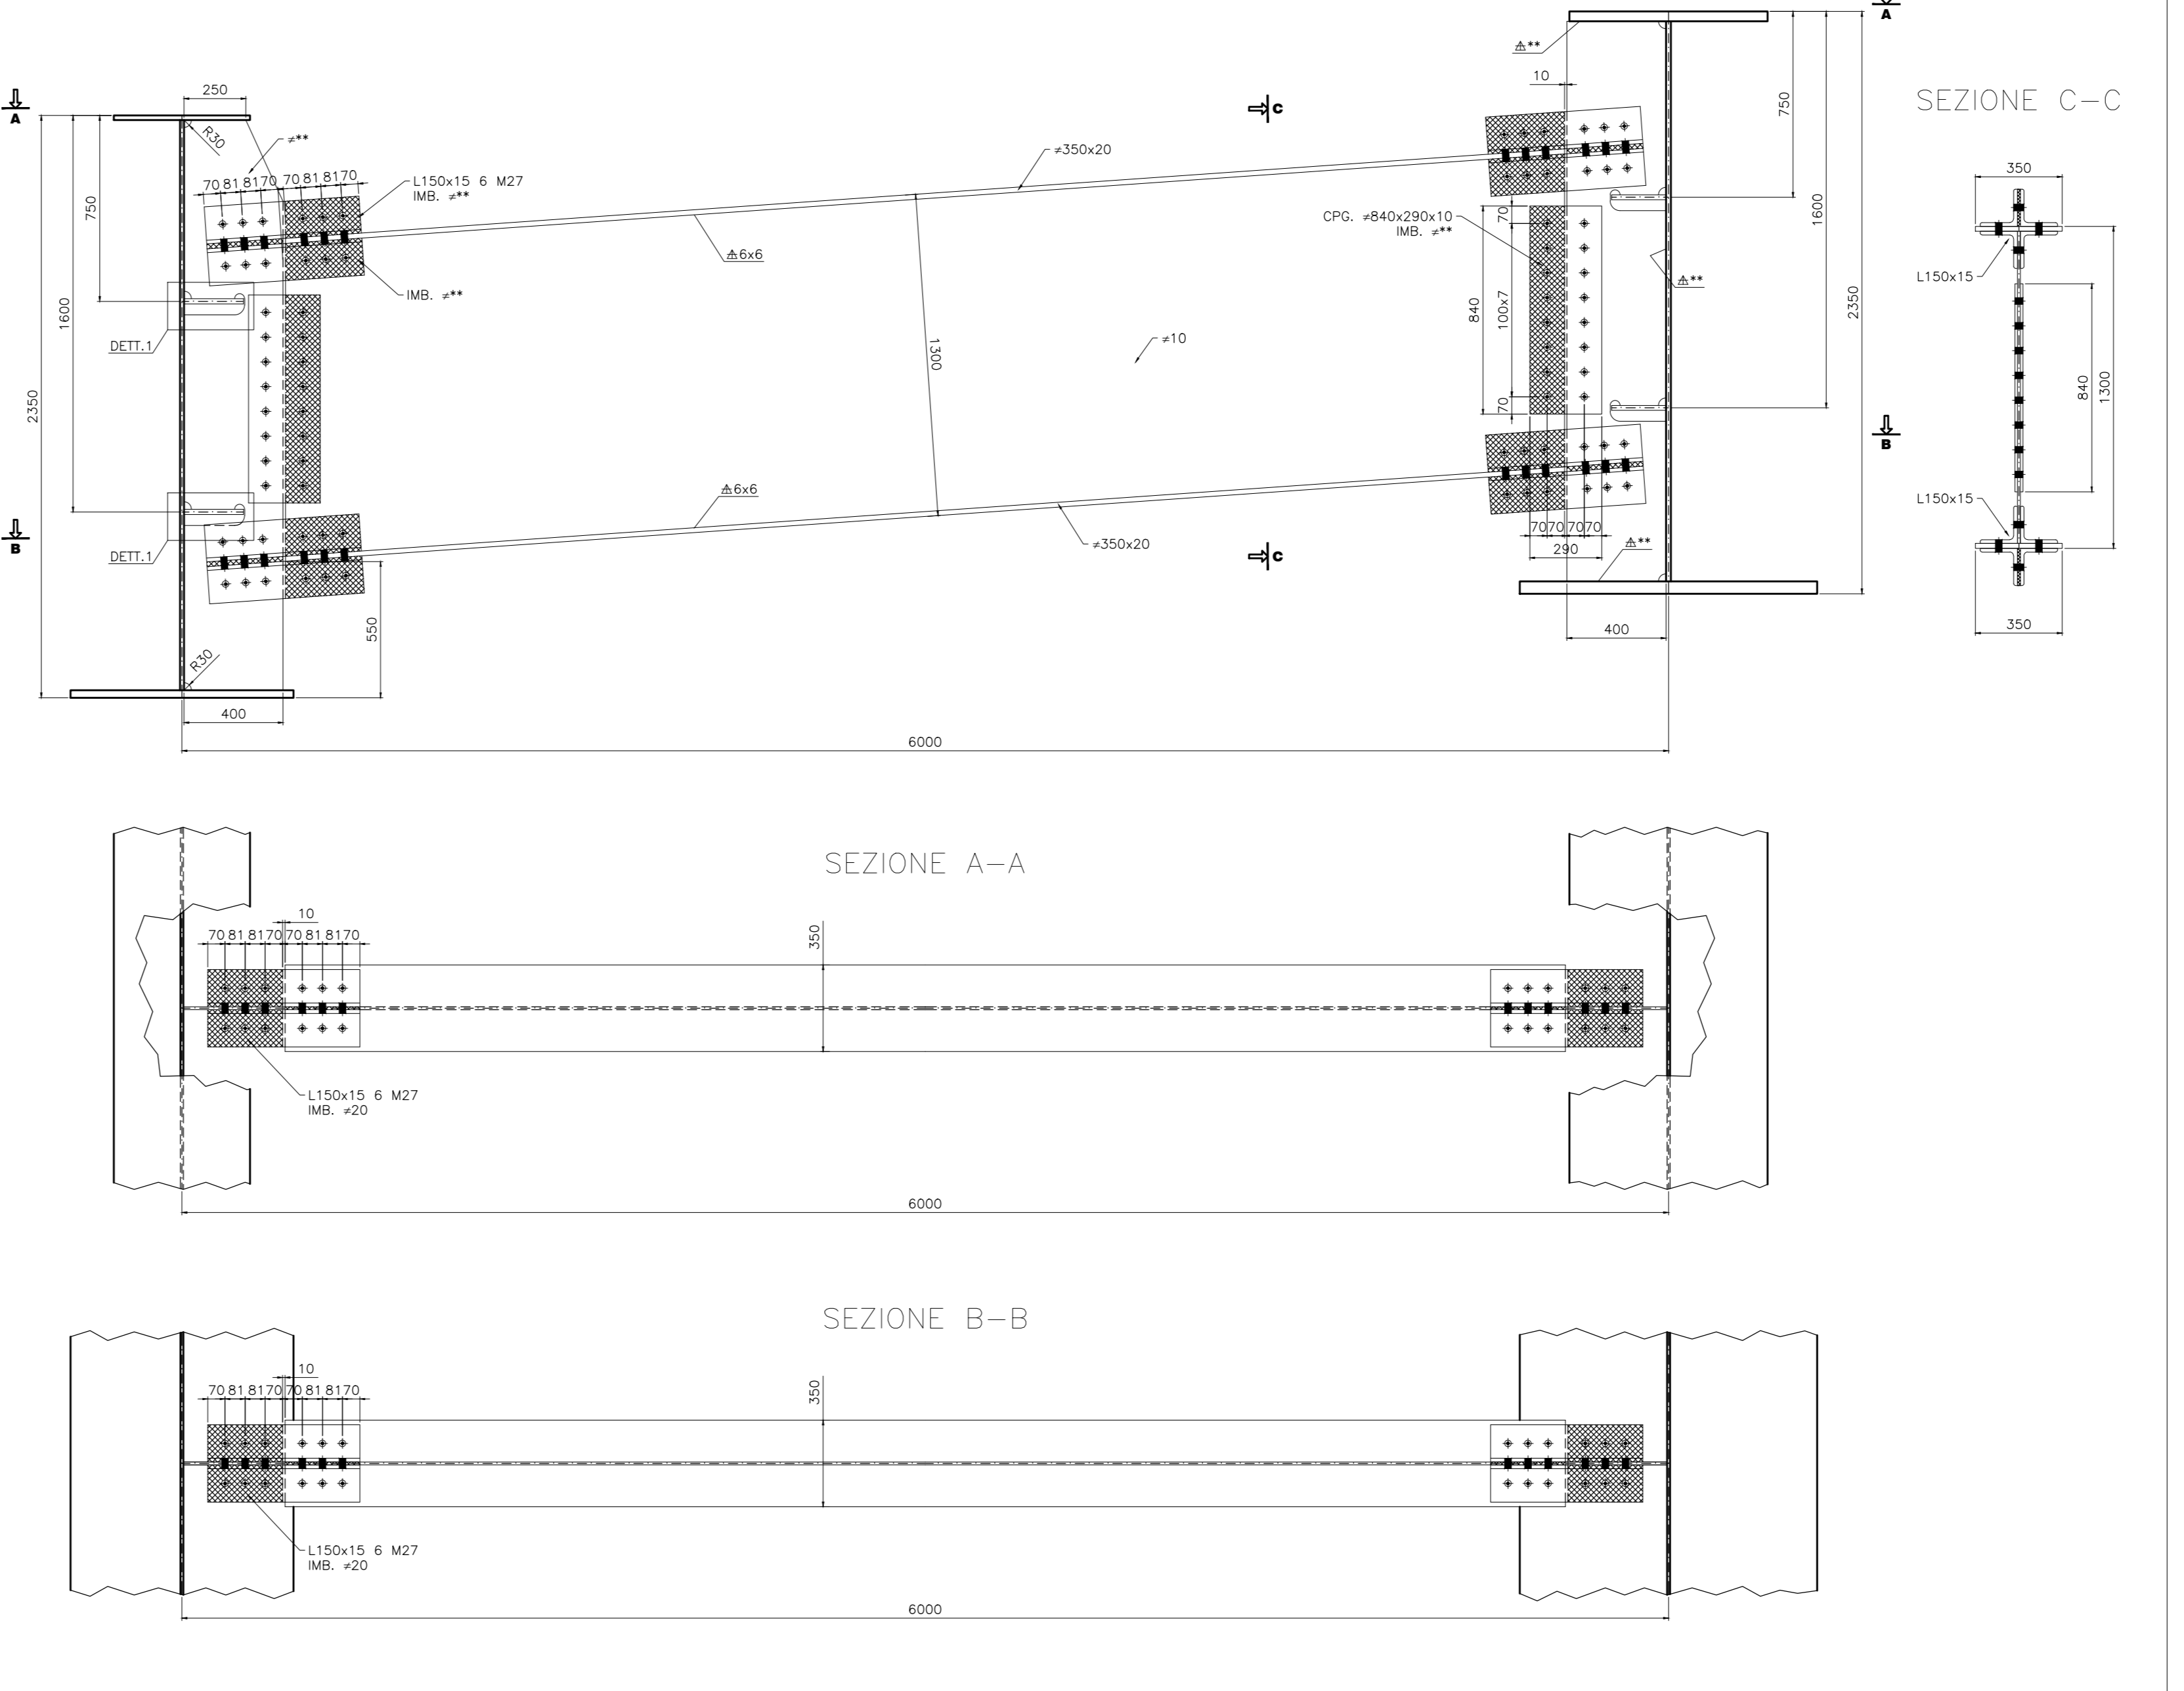 A
750
1600
2350
A
250
R30
≠**
70 81 81 70 70 81 81 70
L150x15 6 M27
IMB. ≠**
IMB. ≠**
750
1600
2350
DETT.1
DETT.1
B
R30
550
400
6000
≠350x20
⚠6x6
C
1300
≠10
⚠6x6
≠350x20
C
⚠**
10
CPG. ≠840x290x10
IMB. ≠**
70
100x7
840
70
70 70 70 70
290
⚠**
⚠**
400
B
SEZIONE C-C
350
L150x15
840
1300
L150x15
350
SEZIONE A-A
10
70 81 81 70 70 81 81 70
350
L150x15 6 M27
IMB. ≠20
6000
SEZIONE B-B
10
70 81 81 70 70 81 81 70
350
L150x15 6 M27
IMB. ≠20
6000